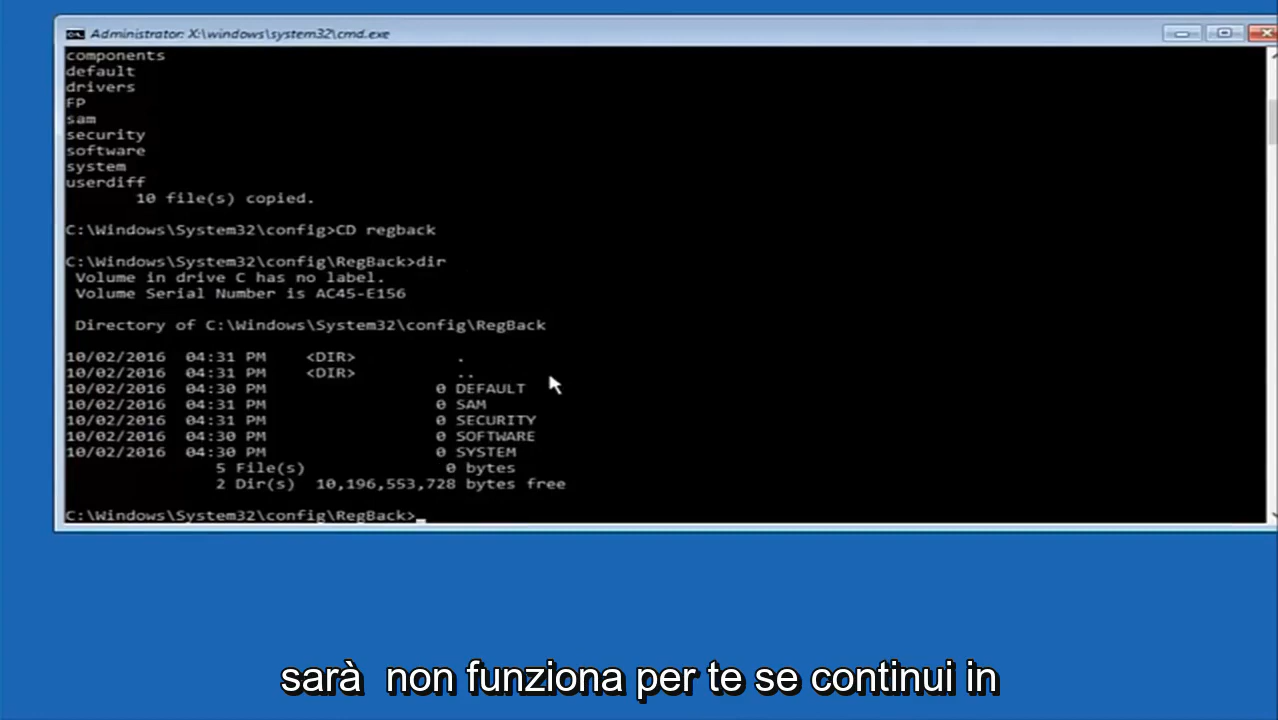 Administrator: X:\windows\system32\cmd.exe
components
default
drivers
FP
sam
security
software
system
userdiff
10 file(s) copied.
C:\Windows\System32\config>CD regback
C:\Windows\System32\config\RegBack>dir
Volume in drive C has no label.
Volume Serial Number is AC45-E156
Directory of C:\Windows\System32\config\RegBack
10/02/2016 04:31 PM <DIR> .
10/02/2016 04:31 PM <DIR> ..
10/02/2016 04:30 PM 0 DEFAULT
10/02/2016 04:31 PM 0 SAM
10/02/2016 04:31 PM 0 SECURITY
10/02/2016 04:30 PM 0 SOFTWARE
10/02/2016 04:30 PM 0 SYSTEM
5 File(s) 0 bytes
2 Dir(s) 10,196,553,728 bytes free
C:\Windows\System32\config\RegBack>_
sarà non funziona per te se continui in